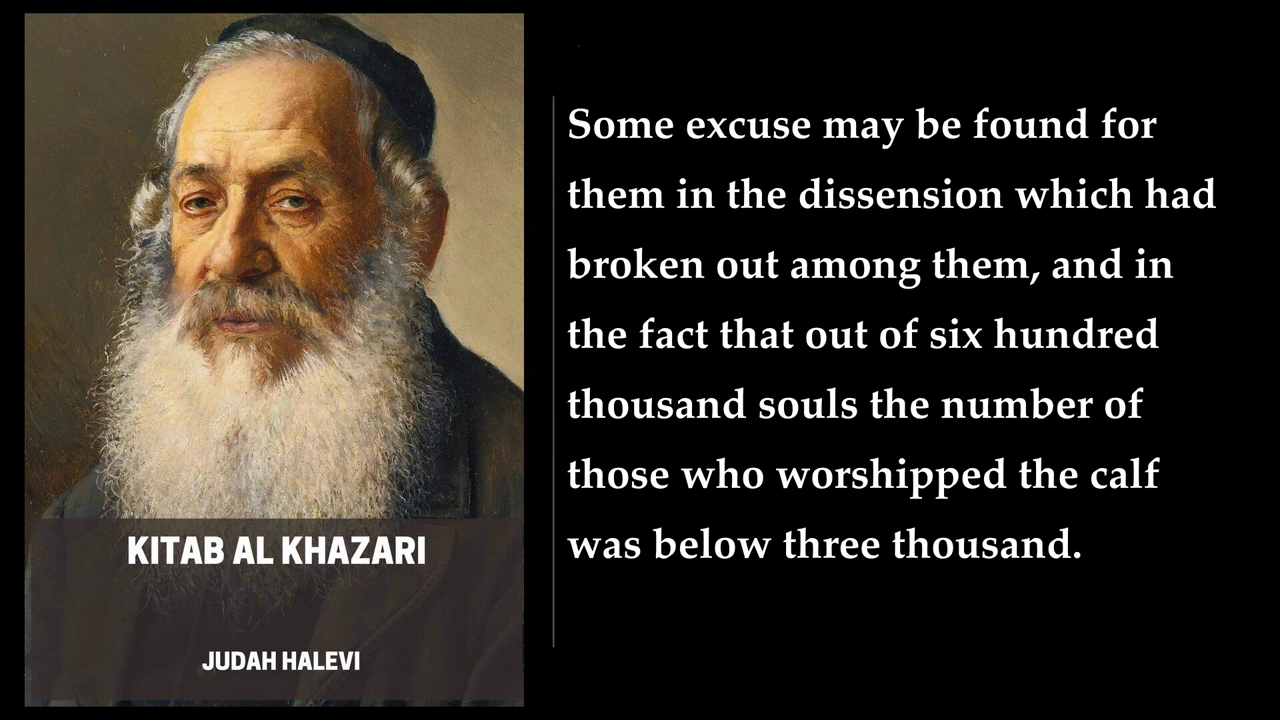 KITAB AL KHAZARI
JUDAH HALEVI
Some excuse may be found for
them in the dissension which had
broken out among them, and in
the fact that out of six hundred
thousand souls the number of
those who worshipped the calf
was below three thousand.